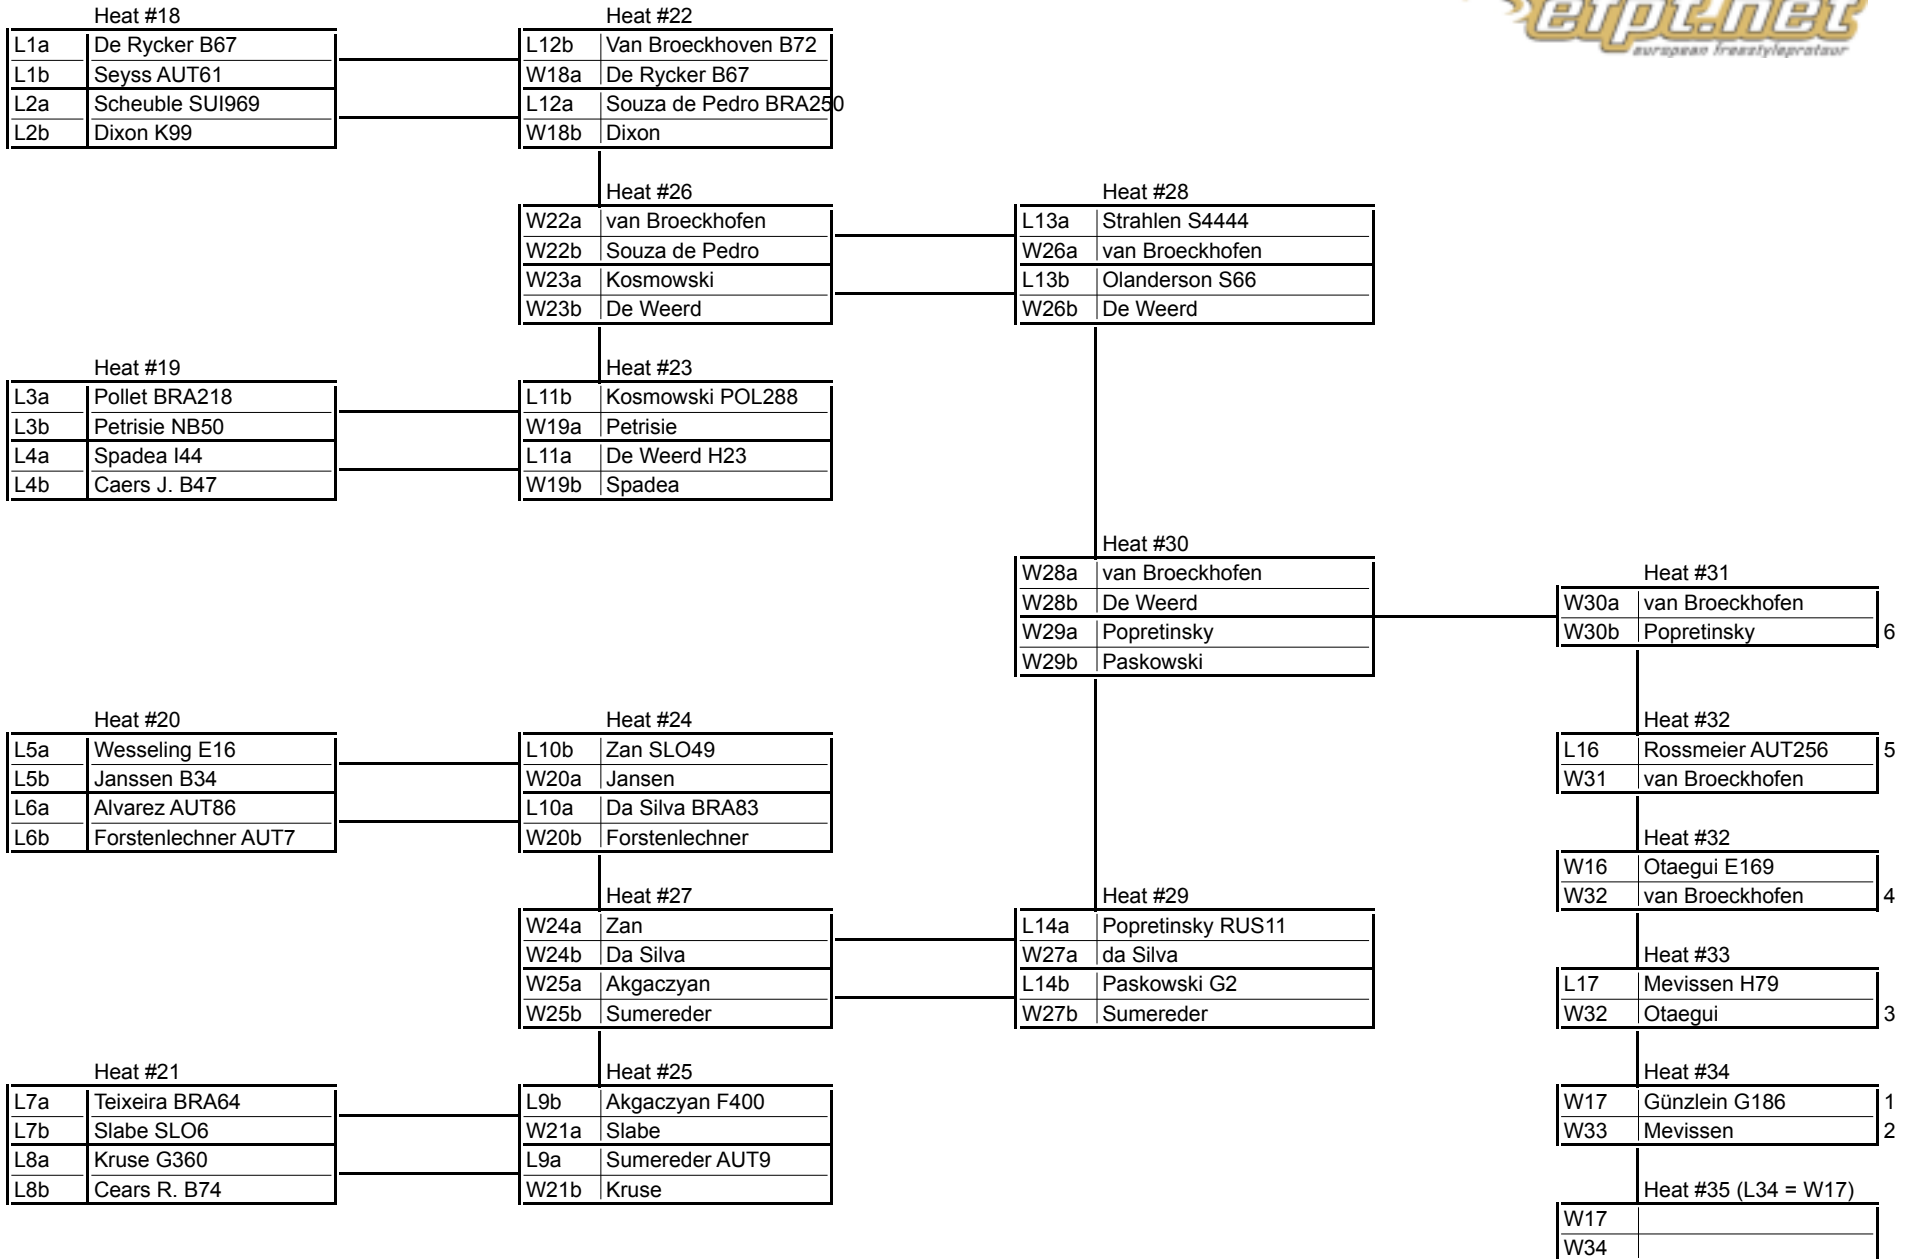 efpt.net
european freestyleprotour
Heat #18
L1a De Rycker B67
L1b Seyss AUT61
L2a Scheuble SUI969
L2b Dixon K99
Heat #22
L12b Van Broeckhoven B72
W18a De Rycker B67
L12a Souza de Pedro BRA250
W18b Dixon
Heat #26
W22a van Broeckhofen
W22b Souza de Pedro
W23a Kosmowski
W23b De Weerd
Heat #28
L13a Strahlen S4444
W26a van Broeckhofen
L13b Olanderson S66
W26b De Weerd
Heat #19
L3a Pollet BRA218
L3b Petrisie NB50
L4a Spadea I44
L4b Caers J. B47
Heat #23
L11b Kosmowski POL288
W19a Petrisie
L11a De Weerd H23
W19b Spadea
Heat #30
W28a van Broeckhofen
W28b De Weerd
W29a Popretinsky
W29b Paskowski
Heat #31
W30a van Broeckhofen
W30b Popretinsky 6
Heat #20
L5a Wesseling E16
L5b Janssen B34
L6a Alvarez AUT86
L6b Forstenlechner AUT7
Heat #24
L10b Zan SLO49
W20a Jansen
L10a Da Silva BRA83
W20b Forstenlechner
Heat #32
L16 Rossmeier AUT256 5
W31 van Broeckhofen
Heat #32
W16 Otaegui E169
W32 van Broeckhofen 4
Heat #27
W24a Zan
W24b Da Silva
W25a Akgaczyan
W25b Sumereder
Heat #29
L14a Popretinsky RUS11
W27a da Silva
L14b Paskowski G2
W27b Sumereder
Heat #33
L17 Mevissen H79
W32 Otaegui 3
Heat #21
L7a Teixeira BRA64
L7b Slabe SLO6
L8a Kruse G360
L8b Cears R. B74
Heat #25
L9b Akgaczyan F400
W21a Slabe
L9a Sumereder AUT9
W21b Kruse
Heat #34
W17 Günzlein G186 1
W33 Mevissen 2
Heat #35 (L34 = W17)
W17
W34